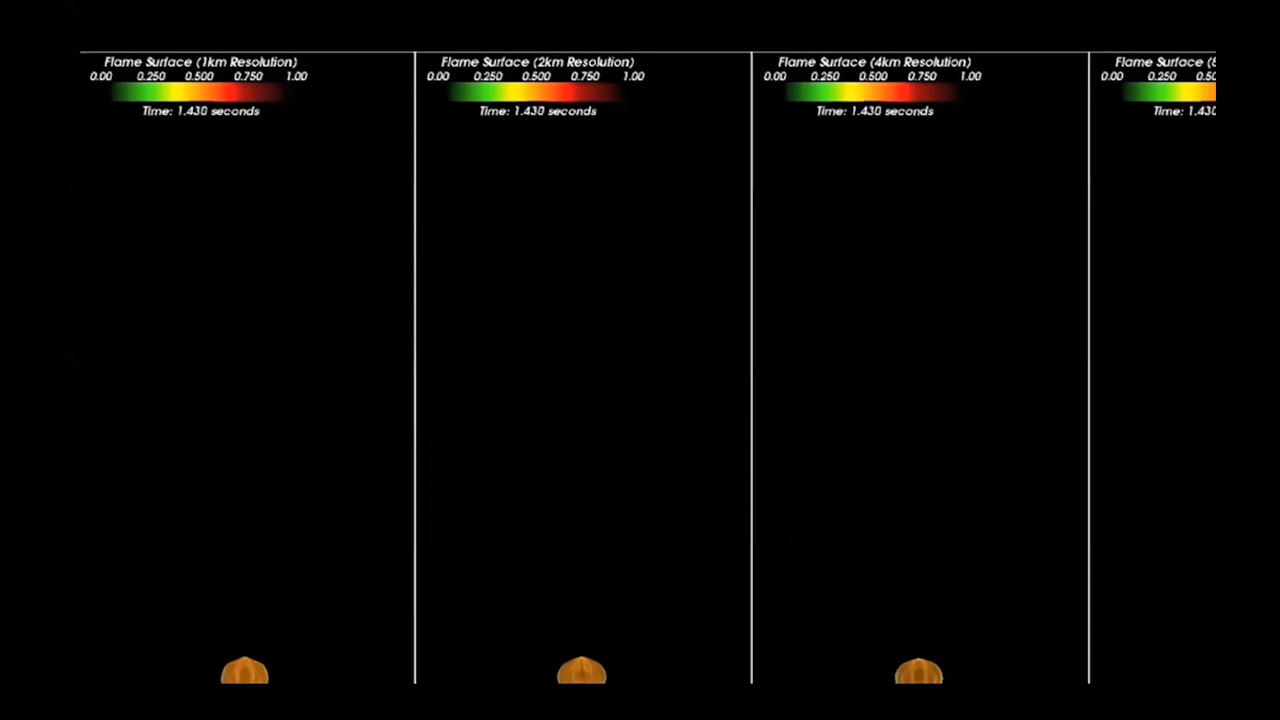 Flame Surface (1km Resolution)
0.00 0.250 0.500 0.750 1.00
Time: 1.430 seconds
Flame Surface (2km Resolution)
0.00 0.250 0.500 0.750 1.00
Time: 1.430 seconds
Flame Surface (4km Resolution)
0.00 0.250 0.500 0.750 1.00
Time: 1.430 seconds
Flame Surface (
0.00 0.250
Time: 1.430